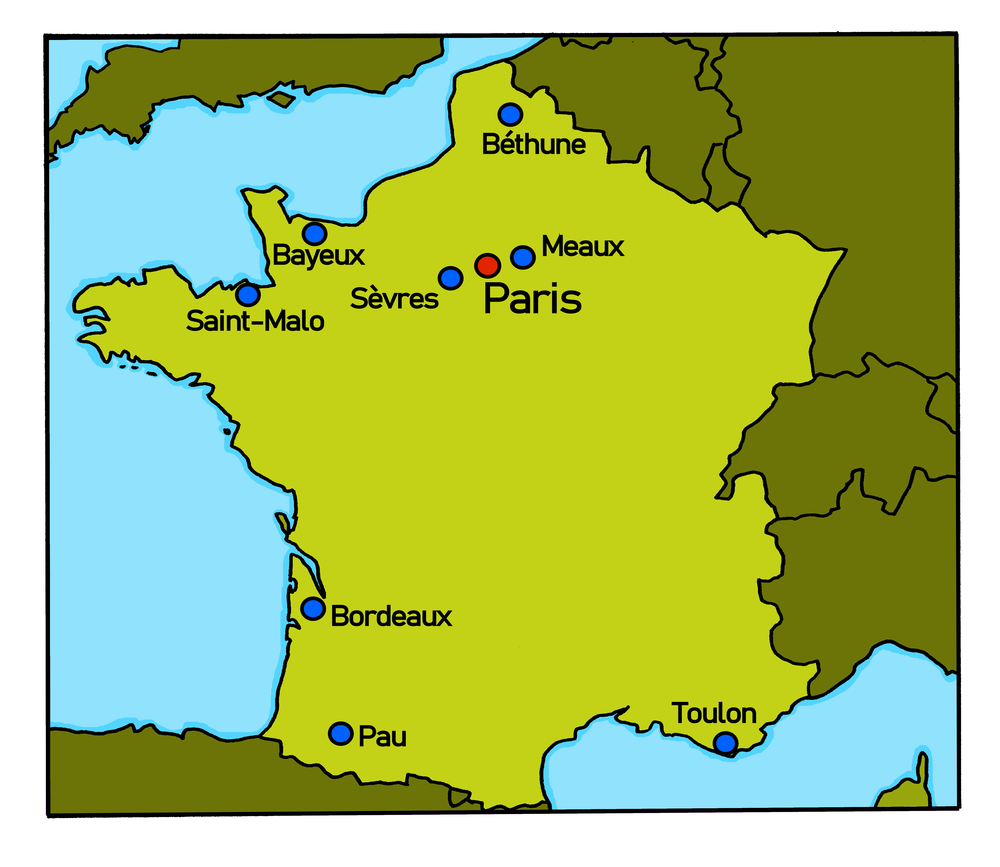 Béthune
Bayeux
Meaux
Sèvres
Paris
Saint-Malo
Bordeaux
Toulon
Pau